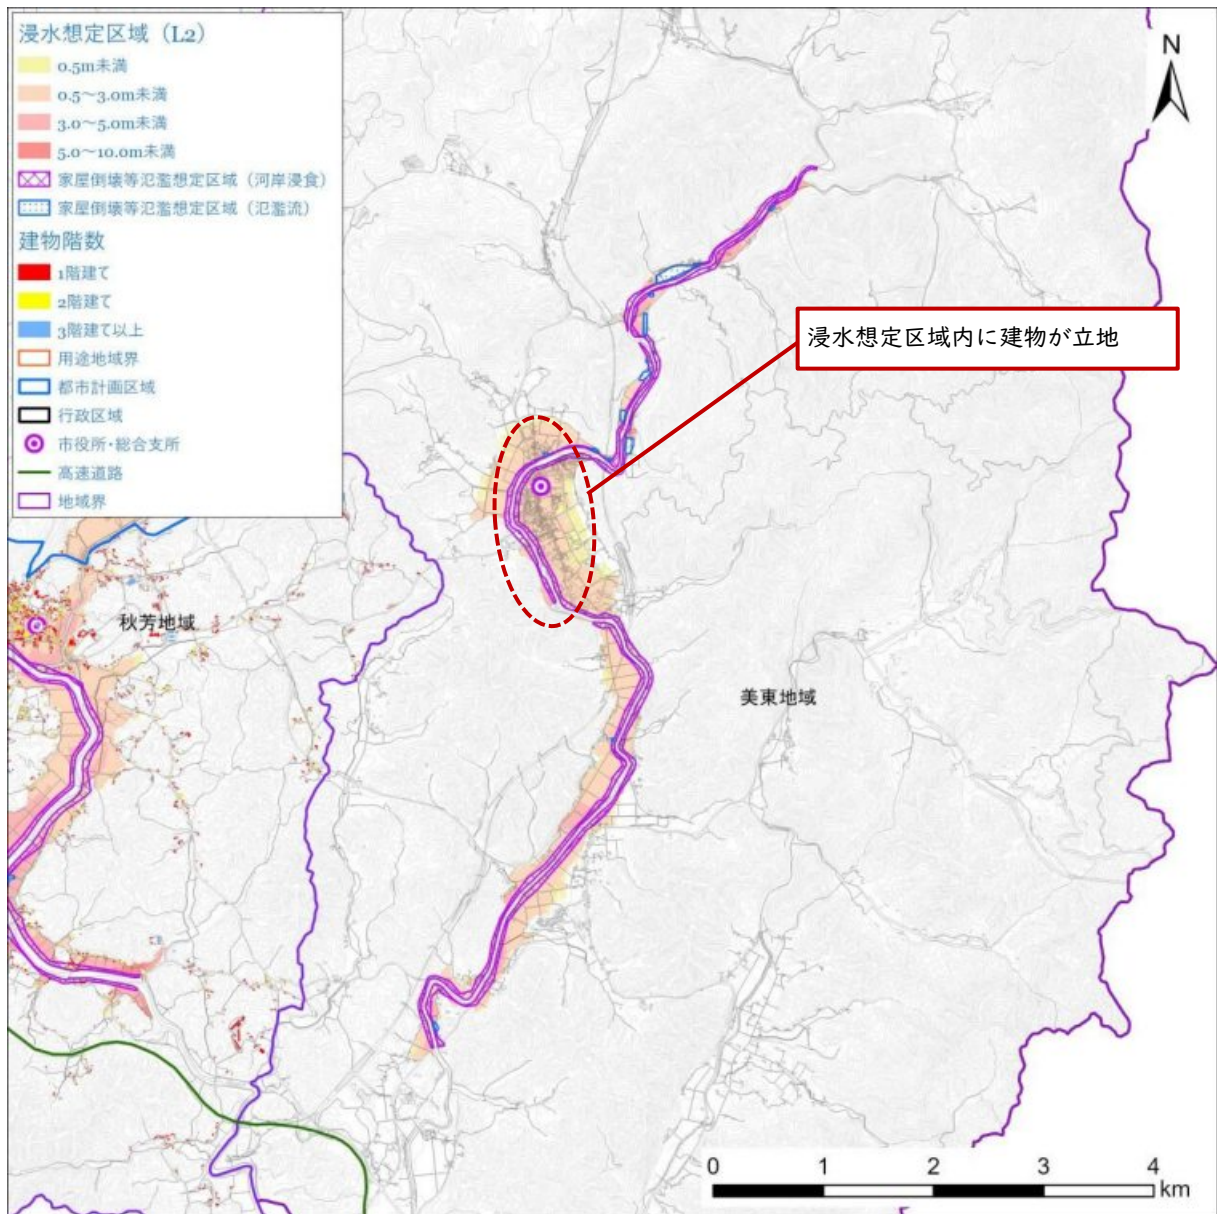 浸水想定区域（L2）
0.5m未満
0.5～3.0m未満
3.0～5.0m未満
5.0～10.0m未満
家屋倒壊等氾濫想定区域（河岸浸食）
家屋倒壊等氾濫想定区域（氾濫流）
建物階数
1階建て
2階建て
3階建て以上
用途地域界
都市計画区域
行政区域
市役所・総合支所
高速道路
地域界
N
浸水想定区域内に建物が立地
秋芳地域
美東地域
0 1 2 3 4
km